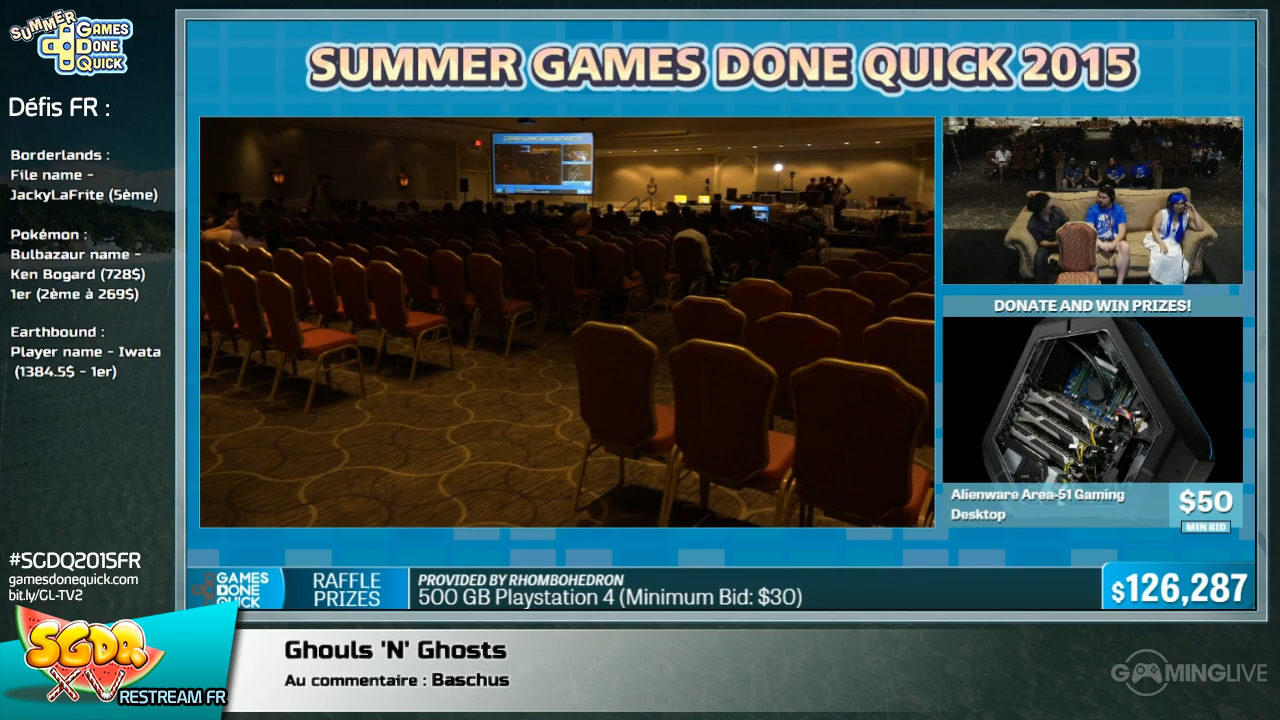 SUMMER
GAMES
DONE
QUICK
Défis FR :
Borderlands :
File name -
JackyLaFrite (5ème)
Pokémon :
Bulbazaur name -
Ken Bogard (728$)
1er (2ème à 269$)
Earthbound :
Player name - Iwata
(1384.5$ - 1er)
#SGDQ2015FR
gamesdonequick.com
bit.ly/GL-TV2
SGDQ
XV
RESTREAM FR
SUMMER GAMES DONE QUICK 2015
DONATE AND WIN PRIZES!
Alienware Area-51 Gaming
Desktop
$50
MIN BID
GAMES
DONE
QUICK
RAFFLE
PRIZES
PROVIDED BY RHOMBOHEDRON
500 GB Playstation 4 (Minimum Bid: $30)
$126,287
Ghouls 'N' Ghosts
Au commentaire : Baschus
GAMINGLIVE